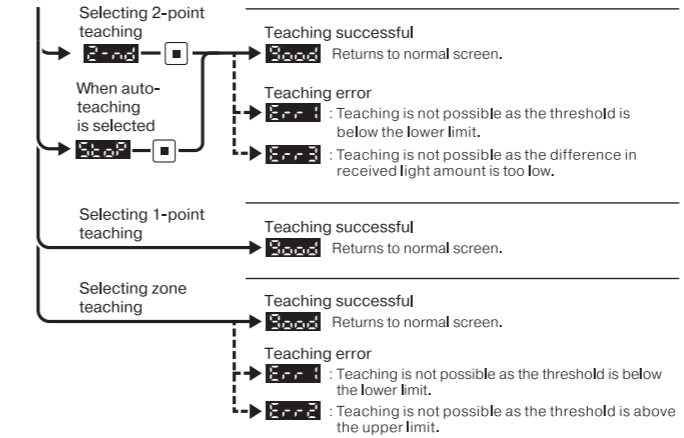 Selecting 2-point
teaching
2-nd
Teaching successful
Good Returns to normal screen.
When auto-
teaching
is selected
StoP
Teaching error
Err 1 : Teaching is not possible as the threshold is
below the lower limit.
Err 3 : Teaching is not possible as the difference in
received light amount is too low.
Selecting 1-point
teaching
Teaching successful
Good Returns to normal screen.
Selecting zone
teaching
Teaching successful
Good Returns to normal screen.
Teaching error
Err 1 : Teaching is not possible as the threshold is below
the lower limit.
Err 2 : Teaching is not possible as the threshold is above
the upper limit.